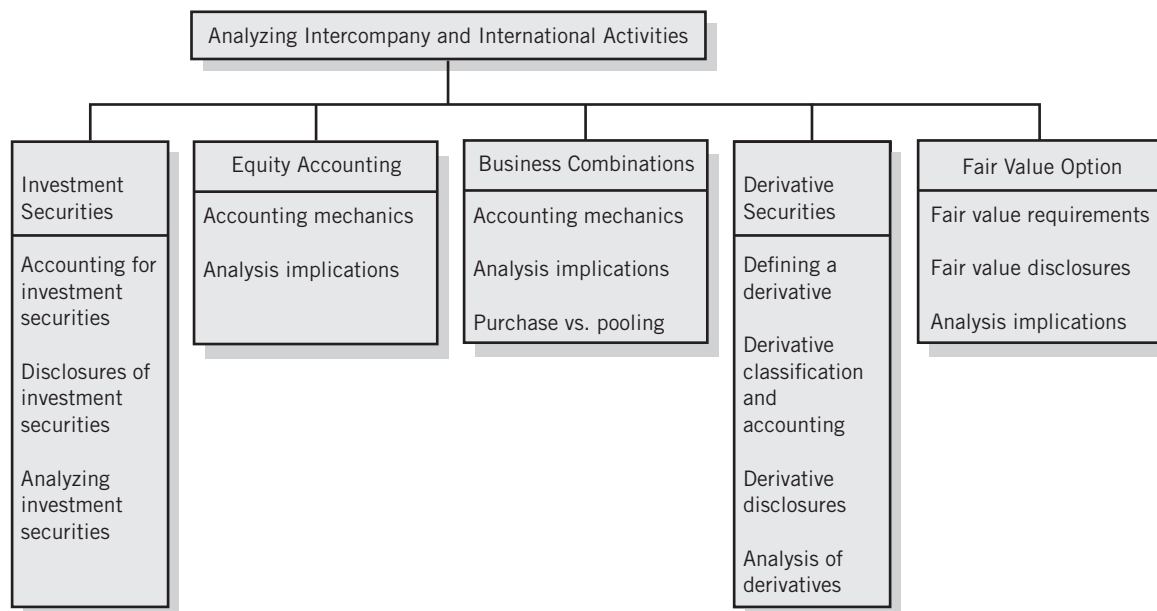 Analyzing Intercompany and International Activities
Investment
Securities
Accounting for
investment
securities
Disclosures of
investment
securities
Analyzing
investment
securities
Equity Accounting
Accounting mechanics
Analysis implications
Business Combinations
Accounting mechanics
Analysis implications
Purchase vs. pooling
Derivative
Securities
Defining a
derivative
Derivative
classification
and
accounting
Derivative
disclosures
Analysis of
derivatives
Fair Value Option
Fair value requirements
Fair value disclosures
Analysis implications